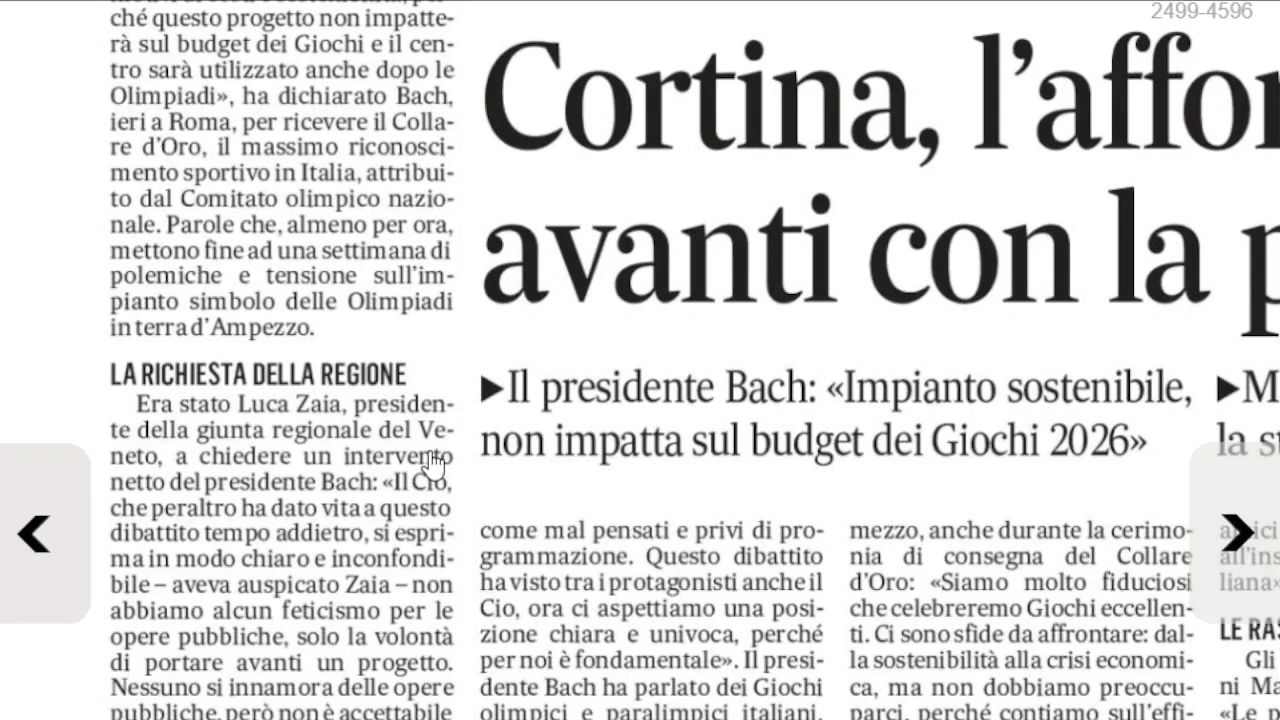 2499-4596
ché questo progetto non impatte-
rà sul budget dei Giochi e il cen-
tro sarà utilizzato anche dopo le
Olimpiadi», ha dichiarato Bach,
ieri a Roma, per ricevere il Colla-
re d'Oro, il massimo riconosci-
mento sportivo in Italia, attribui-
to dal Comitato olimpico nazio-
nale. Parole che, almeno per ora,
mettono fine ad una settimana di
polemiche e tensione sull'im-
pianto simbolo delle Olimpiadi
in terra d'Ampezzo.
LA RICHIESTA DELLA REGIONE
Era stato Luca Zaia, presiden-
te della giunta regionale del Ve-
neto, a chiedere un intervento
netto del presidente Bach: «Il Cio,
che peraltro ha dato vita a questo
dibattito tempo addietro, si espri-
ma in modo chiaro e inconfondi-
bile – aveva auspicato Zaia – non
abbiamo alcun feticismo per le
opere pubbliche, solo la volontà
di portare avanti un progetto.
Nessuno si innamora delle opere
pubbliche, però non è accettabile
Cortina, l'affo
avanti con la p
►Il presidente Bach: «Impianto sostenibile,
non impatta sul budget dei Giochi 2026»
►M
la s
come mal pensati e privi di pro-
grammazione. Questo dibattito
ha visto tra i protagonisti anche il
Cio, ora ci aspettiamo una posi-
zione chiara e univoca, perché
per noi è fondamentale». Il presi-
dente Bach ha parlato dei Giochi
olimpici e paralimpici italiani,
mezzo, anche durante la cerimo-
nia di consegna del Collare
d'Oro: «Siamo molto fiduciosi
che celebreremo Giochi eccellen-
ti. Ci sono sfide da affrontare: dal-
la sostenibilità alla crisi economi-
ca, ma non dobbiamo preoccu-
parci, perché contiamo sull'effi-
all'ins
liana
LE RAS
Gli
ni Ma
«Le p